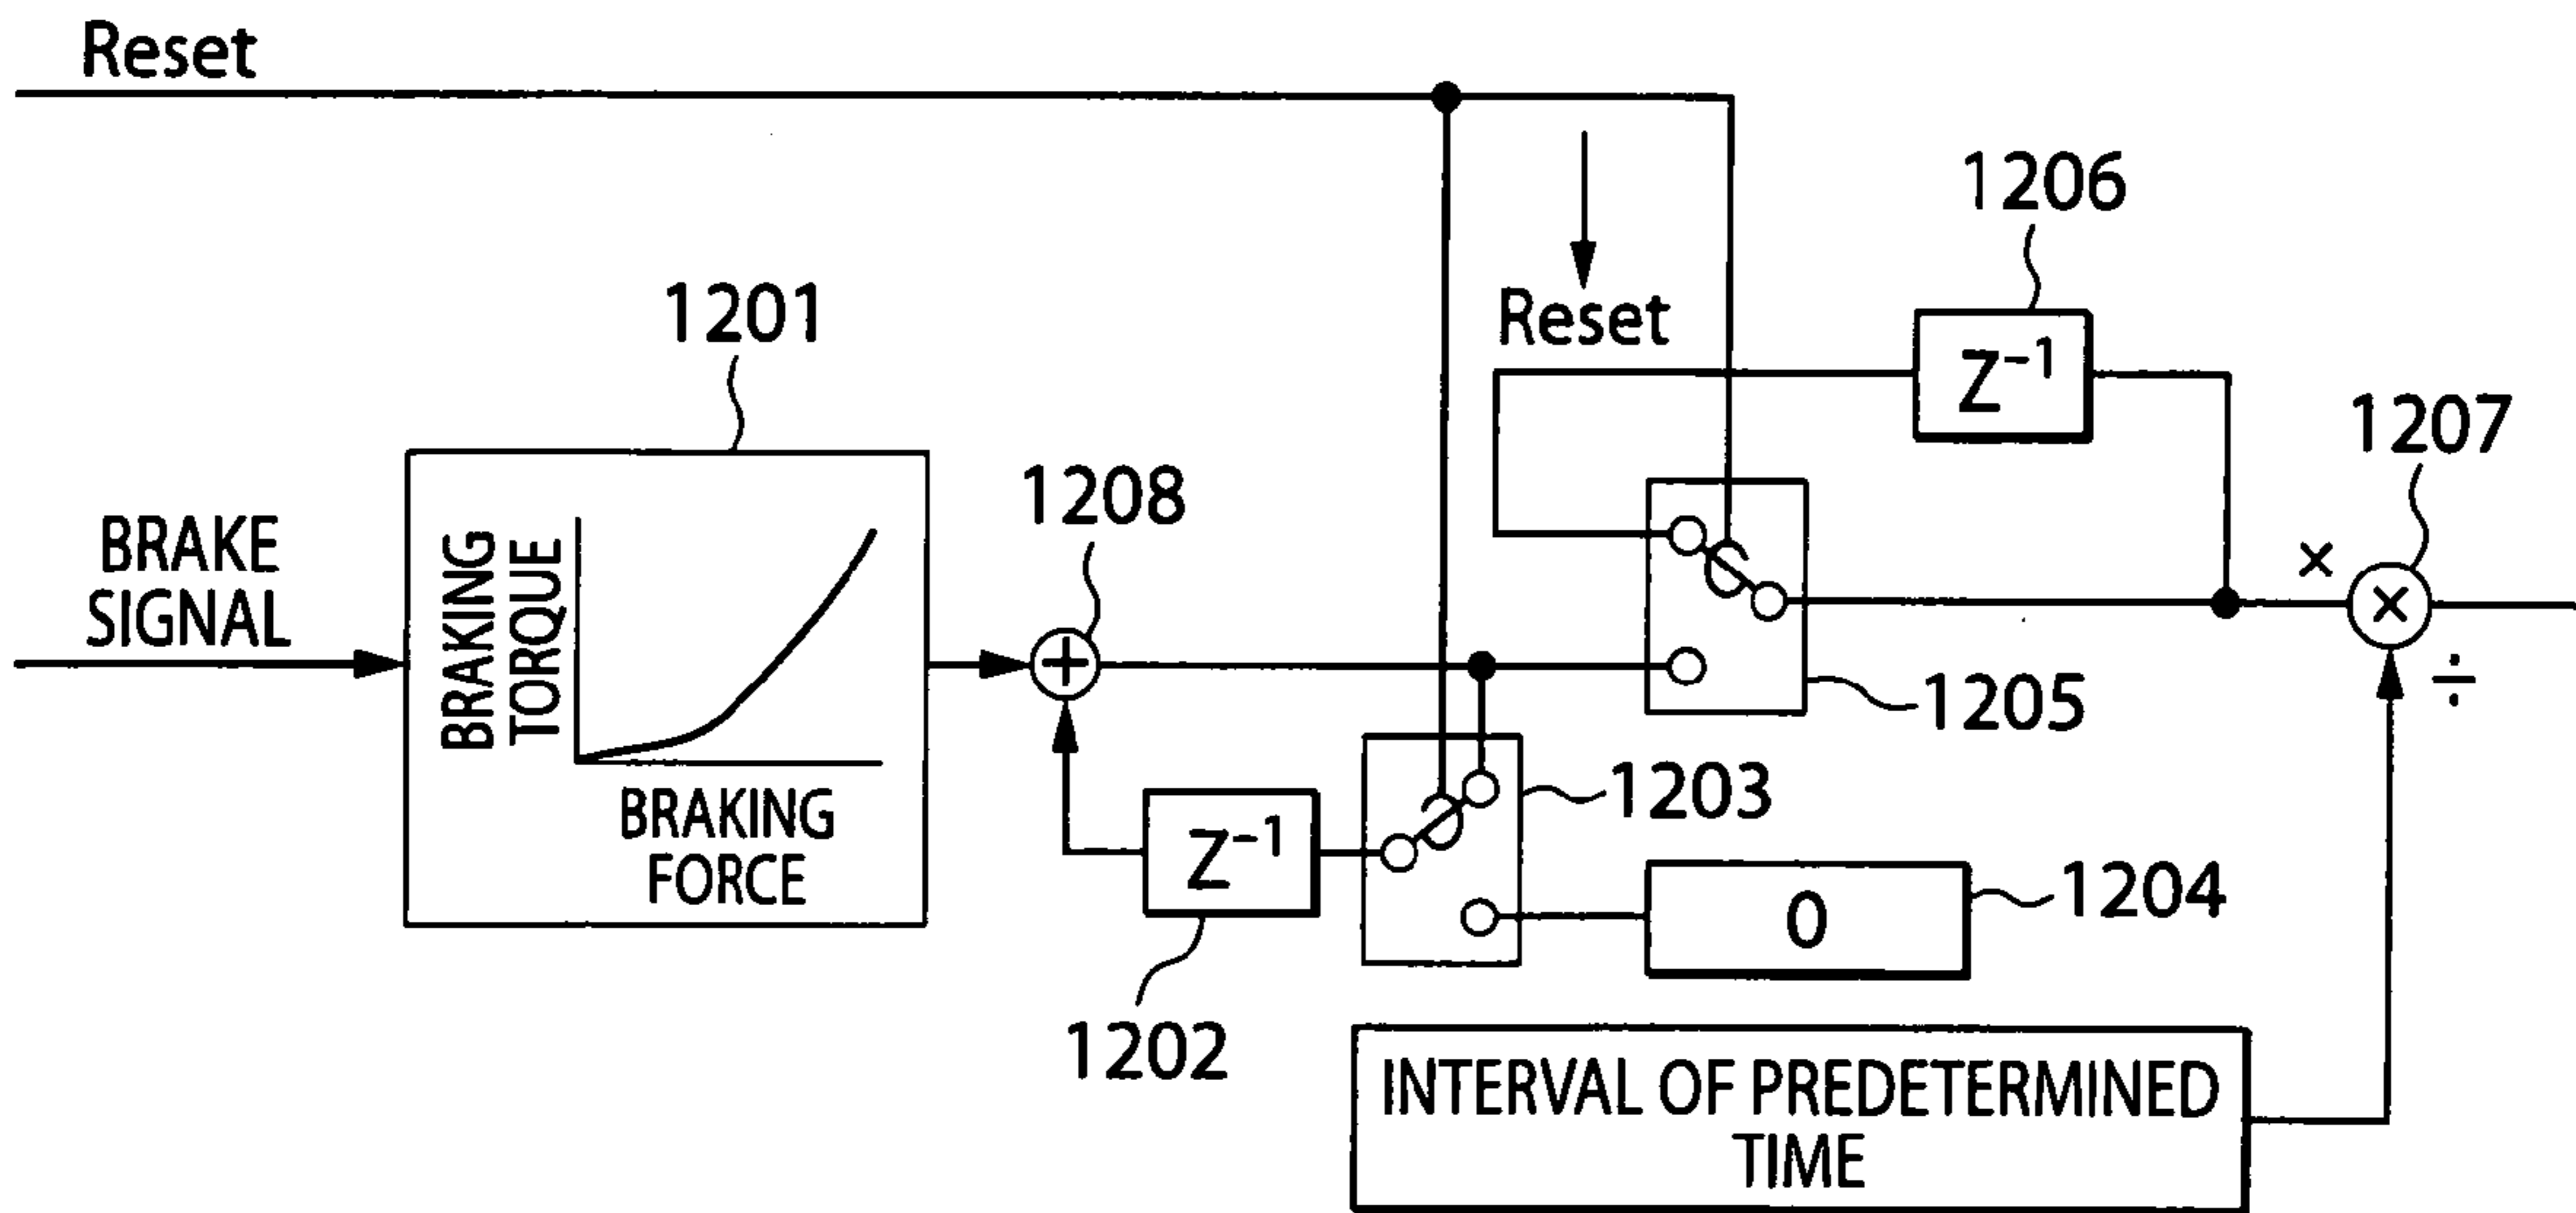 Reset
1206
Reset
1201
Z⁻¹
1207
1208
BRAKE
SIGNAL
BRAKING
TORQUE
×
×
+
÷
1205
1203
BRAKING
FORCE
Z⁻¹
0
1204
1202
INTERVAL OF PREDETERMINED
TIME